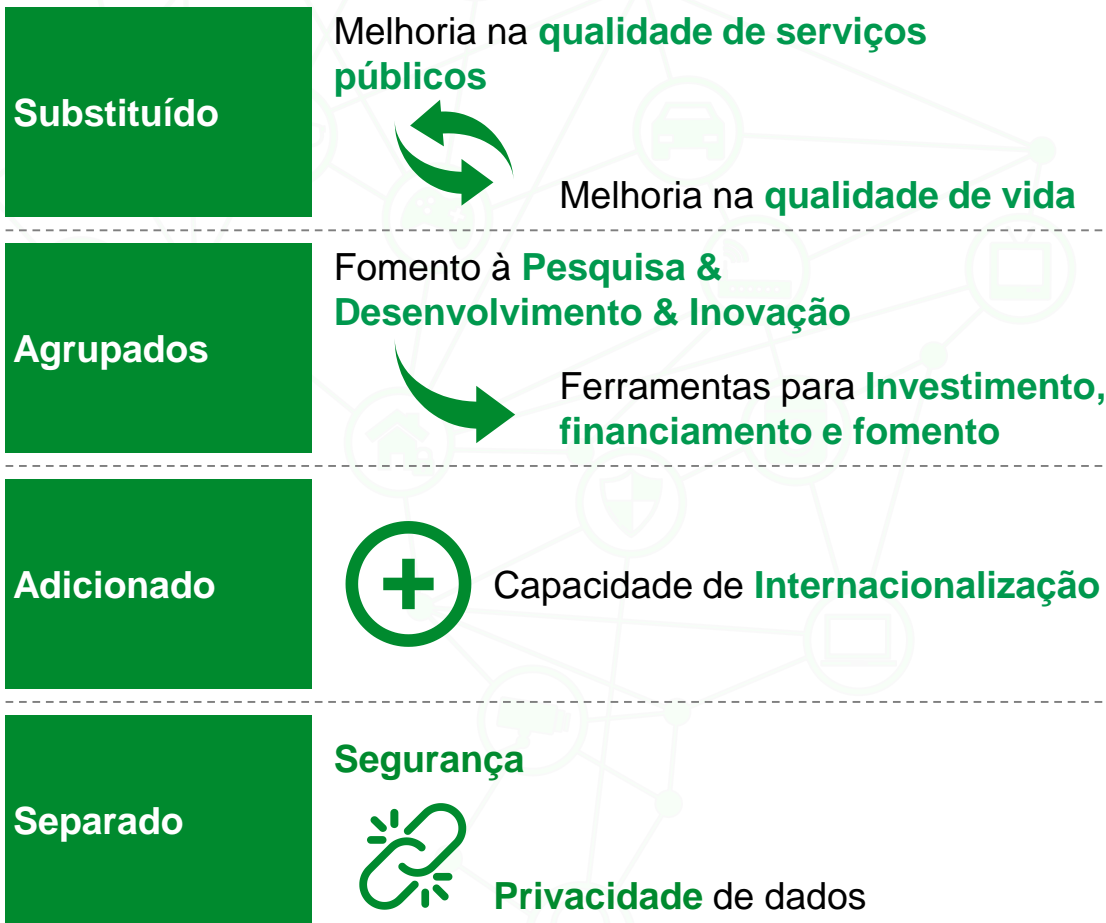 Substituído
Melhoria na qualidade de serviços
públicos
Melhoria na qualidade de vida
Agrupados
Fomento à Pesquisa &
Desenvolvimento & Inovação
Ferramentas para Investimento,
financiamento e fomento
Adicionado
Capacidade de Internacionalização
Separado
Segurança
Privacidade de dados